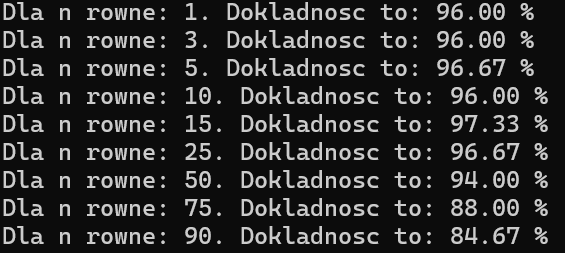 Dla n rowne: 1. Dokladnosc to: 96.00 %
Dla n rowne: 3. Dokladnosc to: 96.00 %
Dla n rowne: 5. Dokladnosc to: 96.67 %
Dla n rowne: 10. Dokladnosc to: 96.00 %
Dla n rowne: 15. Dokladnosc to: 97.33 %
Dla n rowne: 25. Dokladnosc to: 96.67 %
Dla n rowne: 50. Dokladnosc to: 94.00 %
Dla n rowne: 75. Dokladnosc to: 88.00 %
Dla n rowne: 90. Dokladnosc to: 84.67 %